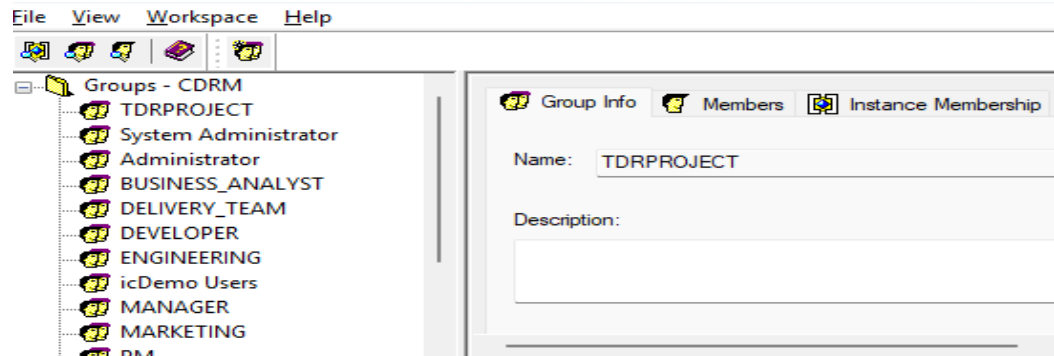 File View Workspace Help
Groups - CDRM
TDRPROJECT
System Administrator
Administrator
BUSINESS_ANALYST
DELIVERY_TEAM
DEVELOPER
ENGINEERING
icDemo Users
MANAGER
MARKETING
Group Info Members Instance Membership
Name: TDRPROJECT
Description: